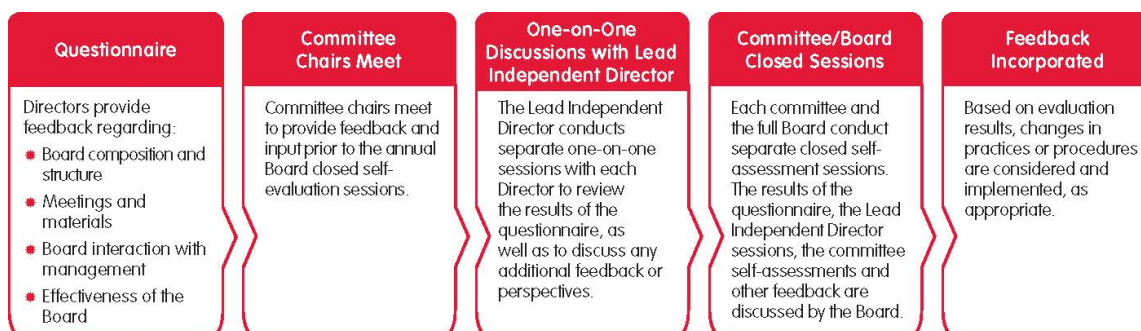 Questionnaire
Directors provide
feedback regarding:
Board composition and
structure
Meetings and
materials
Board interaction with
management
Effectiveness of the
Board
Committee
Chairs Meet
Committee chairs meet
to provide feedback and
input prior to the annual
Board closed self-
evaluation sessions.
One-on-One
Discussions with Lead
Independent Director
The Lead Independent
Director conducts
separate one-on-one
sessions with each
Director to review
the results of the
questionnaire, as
well as to discuss any
additional feedback or
perspectives.
Committee/Board
Closed Sessions
Each committee and
the full Board conduct
separate closed self-
assessment sessions.
The results of the
questionnaire, the Lead
Independent Director
sessions, the committee
self-assessments and
other feedback are
discussed by the Board.
Feedback
Incorporated
Based on evaluation
results, changes in
practices or procedures
are considered and
implemented, as
appropriate.